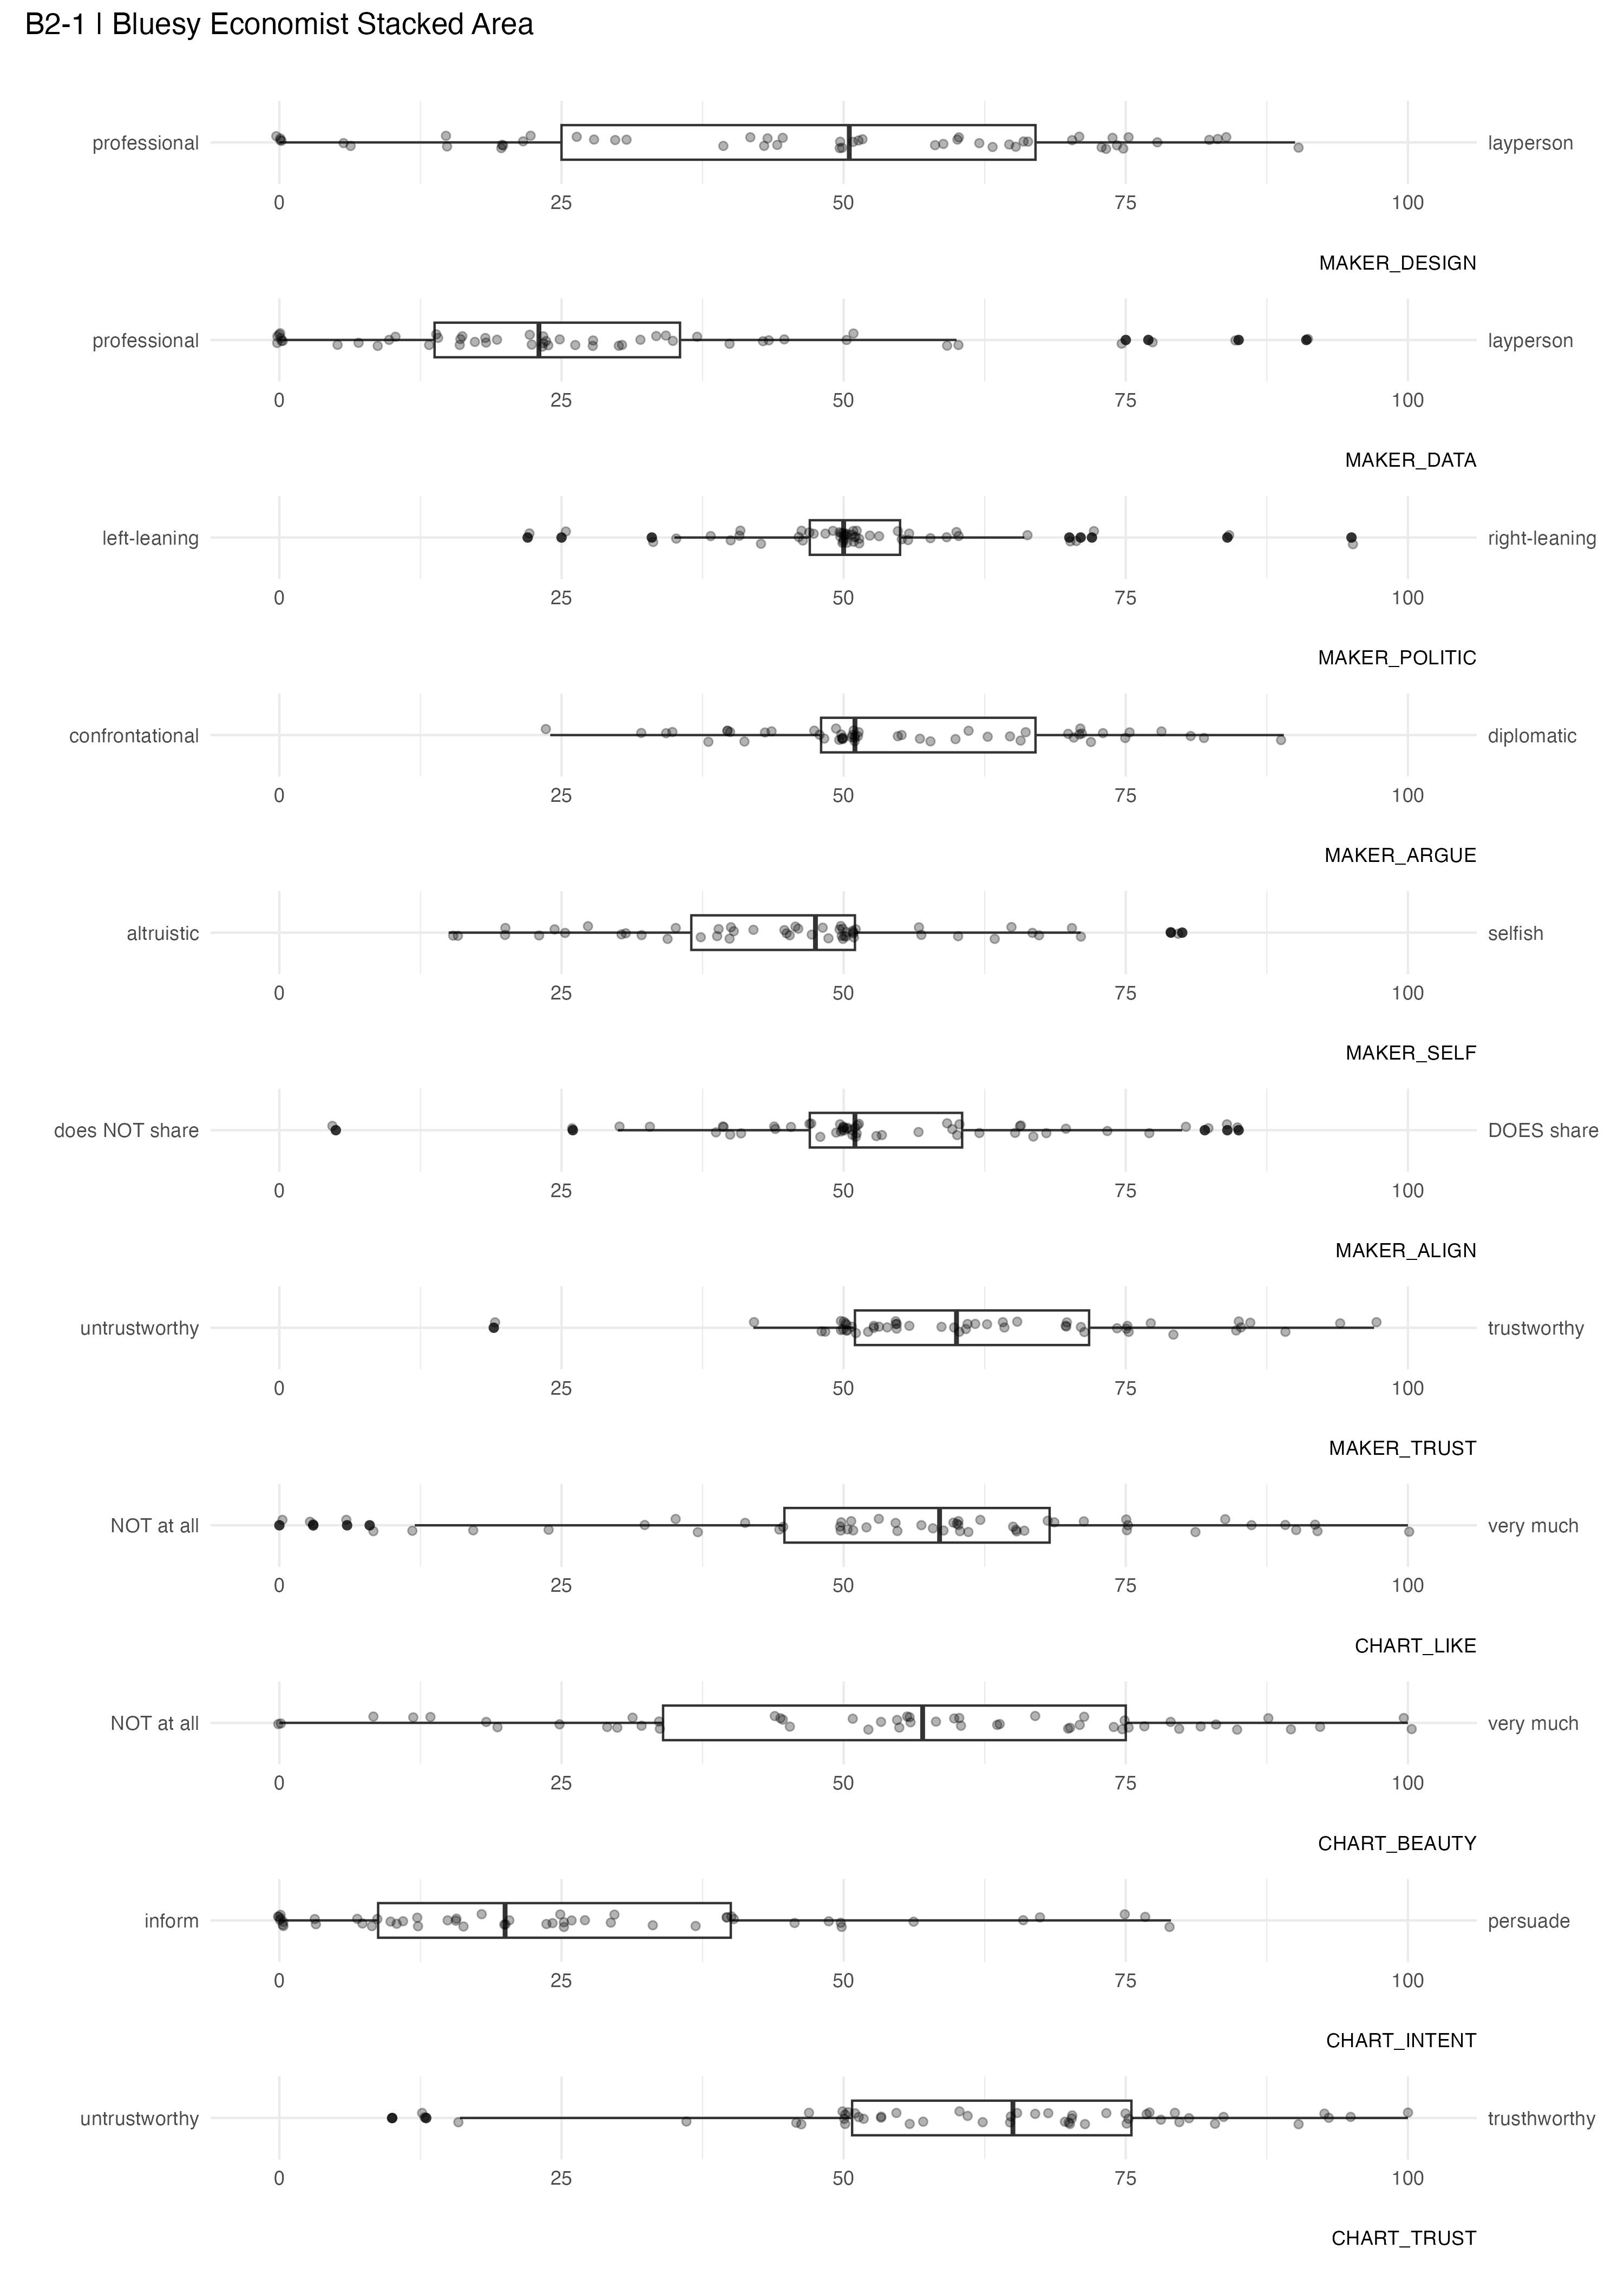 B2-1 | Bluesy Economist Stacked Area
professional layperson
0 25 50 75 100
MAKER_DESIGN
professional layperson
0 25 50 75 100
MAKER_DATA
left-leaning right-leaning
0 25 50 75 100
MAKER_POLITIC
confrontational diplomatic
0 25 50 75 100
MAKER_ARGUE
altruistic selfish
0 25 50 75 100
MAKER_SELF
does NOT share DOES share
0 25 50 75 100
MAKER_ALIGN
untrustworthy trustworthy
0 25 50 75 100
MAKER_TRUST
NOT at all very much
0 25 50 75 100
CHART_LIKE
NOT at all very much
0 25 50 75 100
CHART_BEAUTY
inform persuade
0 25 50 75 100
CHART_INTENT
untrustworthy trusthworthy
0 25 50 75 100
CHART_TRUST